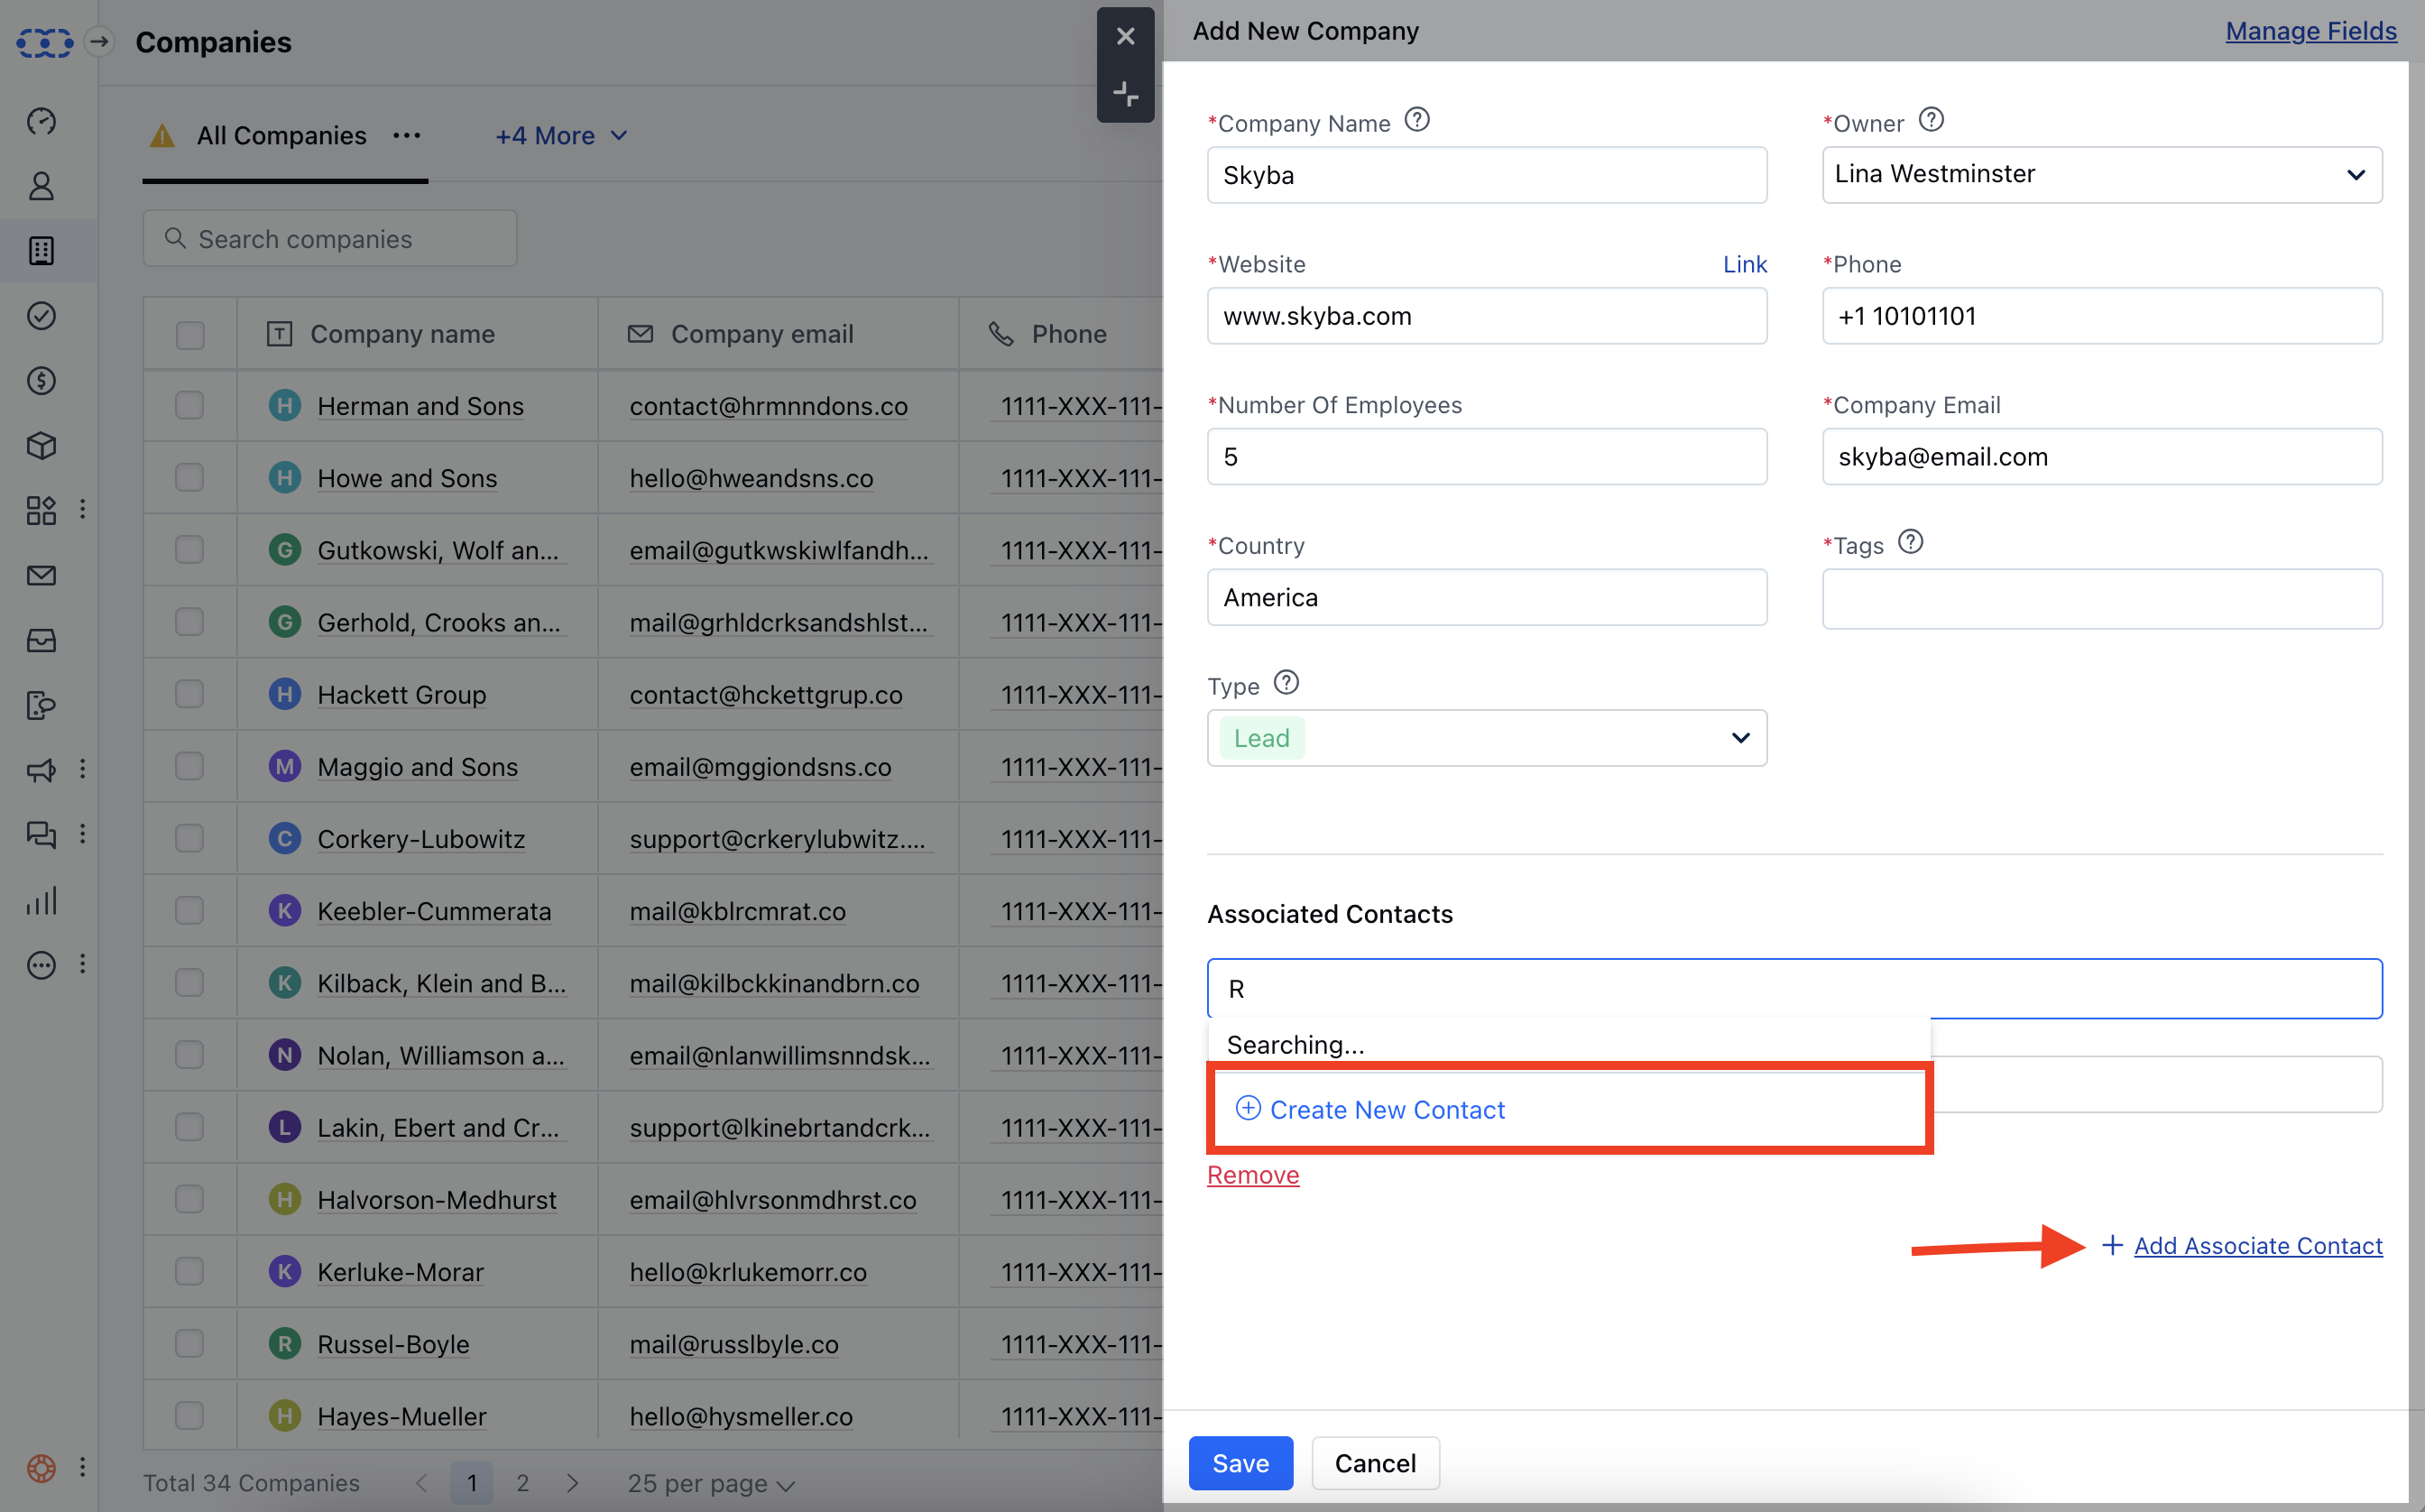 Companies
Add New Company
Manage Fields
All Companies
+4 More
Search companies
Company name
Company email
Phone
H Herman and Sons contact@hrmnndons.co 1111-XXX-111-
H Howe and Sons hello@hweandsns.co 1111-XXX-111-
G Gutkowski, Wolf an... email@gutkwskiwlfandh... 1111-XXX-111-
G Gerhold, Crooks an... mail@grhldcrksandshlst... 1111-XXX-111-
H Hackett Group contact@hckettgrup.co 1111-XXX-111-
M Maggio and Sons email@mggiondsns.co 1111-XXX-111-
C Corkery-Lubowitz support@crkerylubwitz.... 1111-XXX-111-
K Keebler-Cummerata mail@kblrcmrat.co 1111-XXX-111-
K Kilback, Klein and B... mail@kilbckkinandbrn.co 1111-XXX-111-
N Nolan, Williamson a... email@nlanwillimsnndsk... 1111-XXX-111-
L Lakin, Ebert and Cr... support@lkinebrtandcrk... 1111-XXX-111-
H Halvorson-Medhurst email@hlvrsonmdhrst.co 1111-XXX-111-
K Kerluke-Morar hello@krlukemorr.co 1111-XXX-111-
R Russel-Boyle mail@russlbyle.co 1111-XXX-111-
H Hayes-Mueller hello@hysmeller.co 1111-XXX-111-
Total 34 Companies
1 2
25 per page
*Company Name
Skyba
*Owner
Lina Westminster
*Website Link
www.skyba.com
*Phone
+1 10101101
*Number Of Employees
5
*Company Email
skyba@email.com
*Country
America
*Tags
Type
Lead
Associated Contacts
R
Searching...
Create New Contact
Remove
+ Add Associate Contact
Save
Cancel